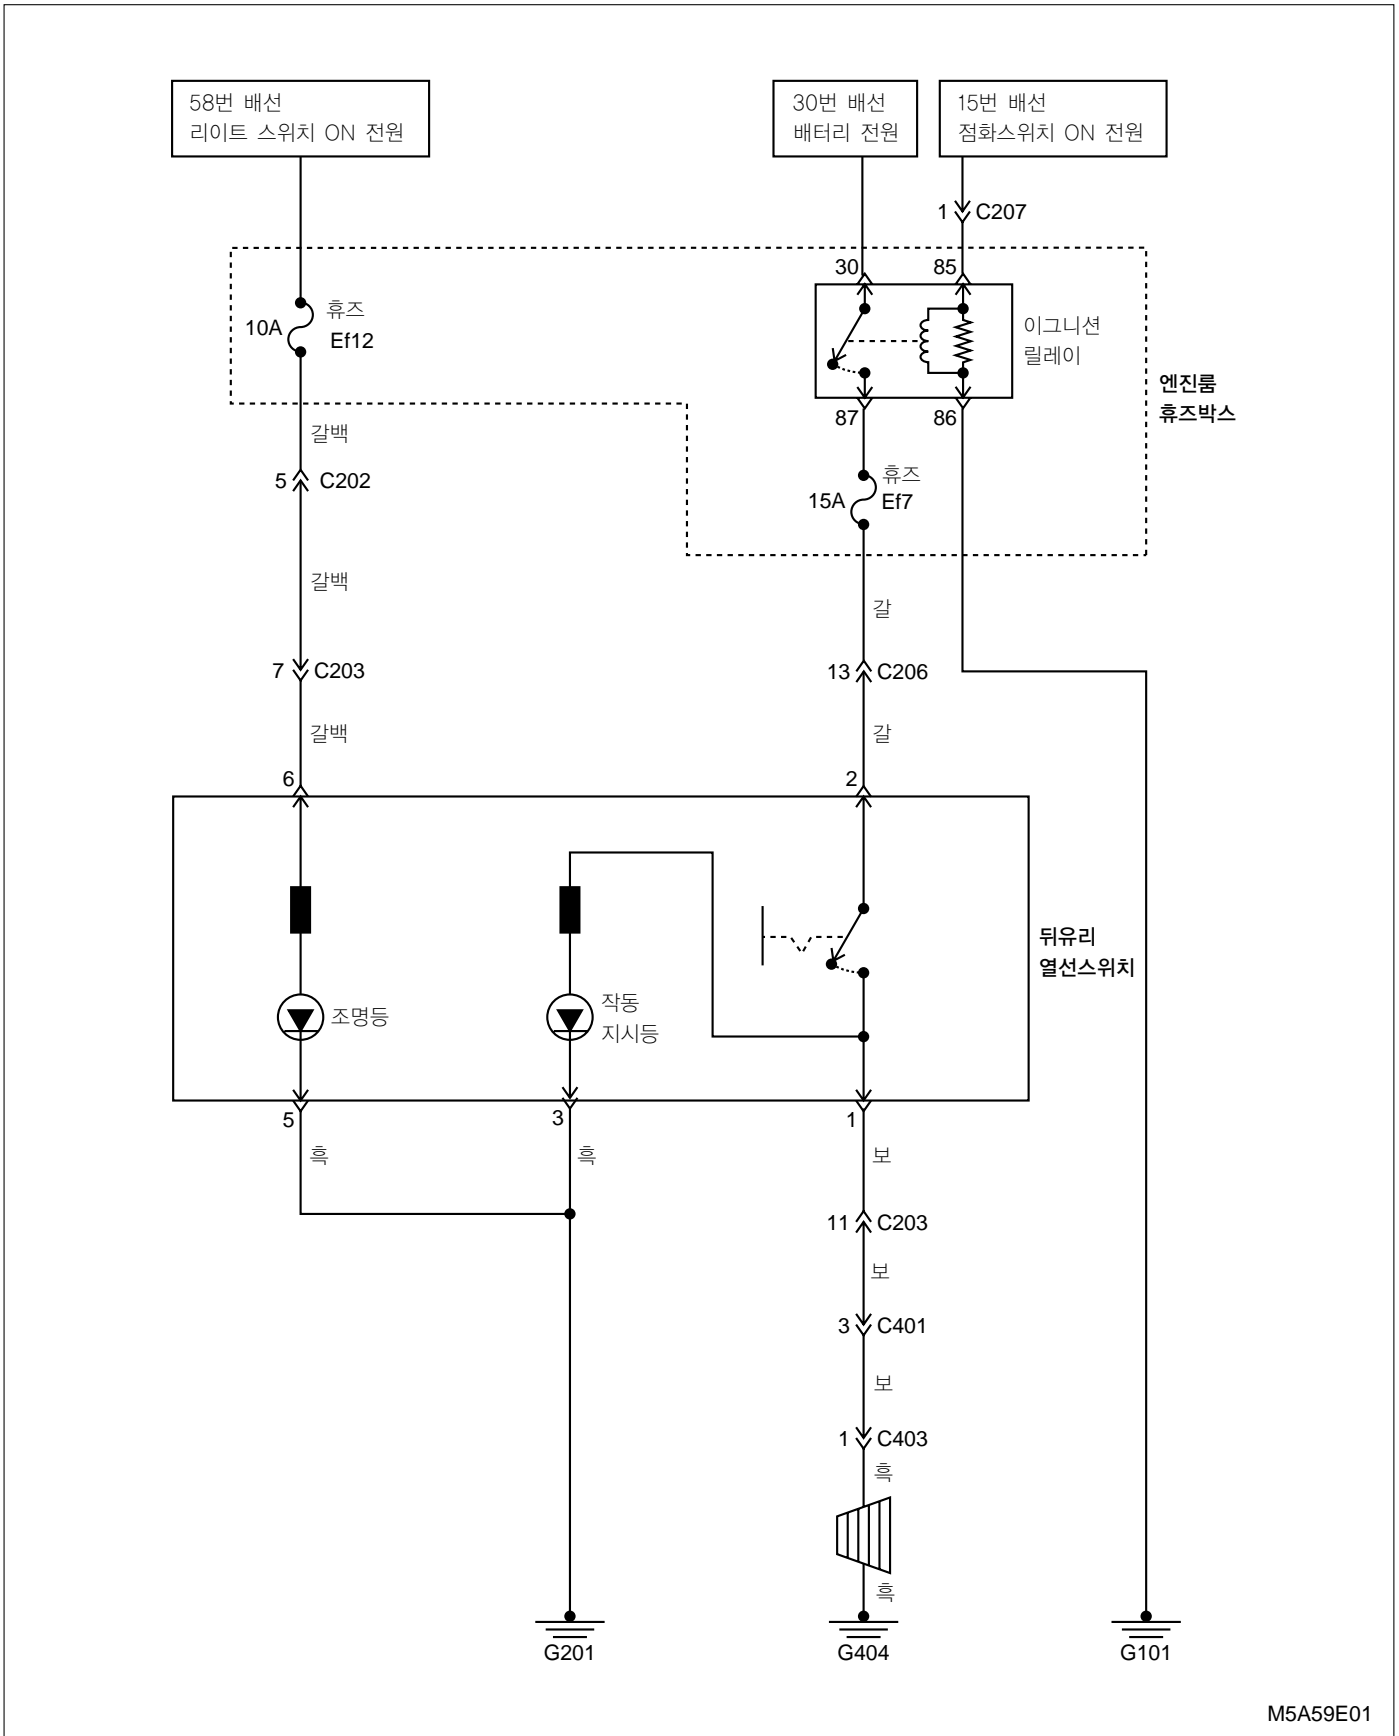 58번 배선
리이트 스위치 ON 전원
30번 배선
배터리 전원
15번 배선
점화스위치 ON 전원
1 C207
30
85
10A
휴즈
Ef12
이그니션
릴레이
엔진룸
휴즈박스
87
86
갈백
5 C202
15A
휴즈
Ef7
갈백
갈
7 C203
13 C206
갈백
갈
6
2
뒤유리
열선스위치
조명등
작동
지시등
5
3
1
흑
흑
보
11 C203
보
3 C401
보
1 C403
흑
흑
G201
G404
G101
M5A59E01